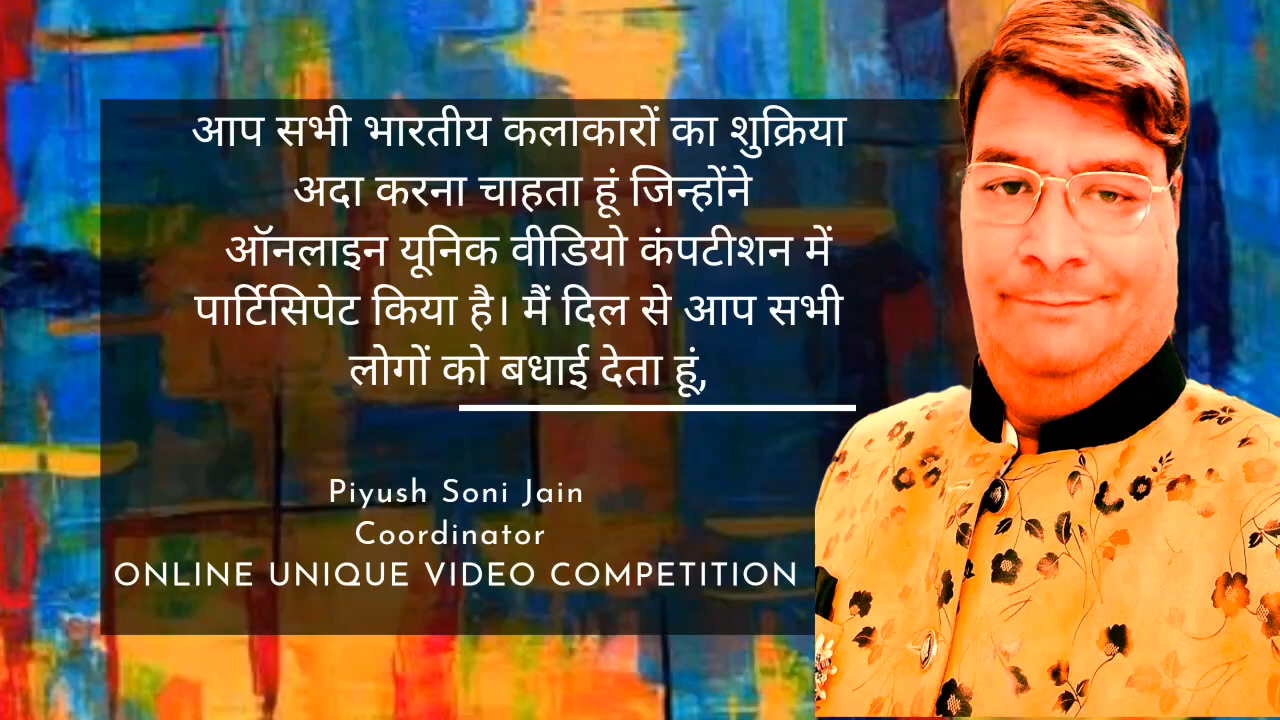 आप सभी भारतीय कलाकारों का शुक्रिया
अदा करना चाहता हूं जिन्होंने
ऑनलाइन यूनिक वीडियो कंपटीशन में
पार्टिसिपेट किया है। मैं दिल से आप सभी
लोगों को बधाई देता हूं,
Piyush Soni Jain
Coordinator
ONLINE UNIQUE VIDEO COMPETITION